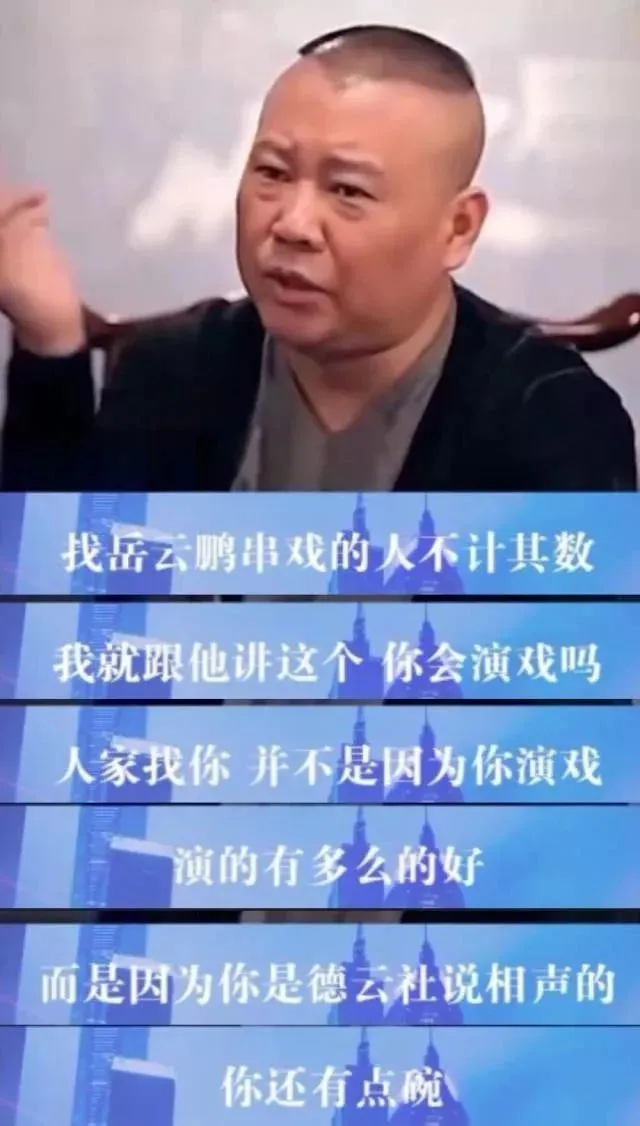 找岳云鹏串戏的人不计其数
我就跟他讲这个 你会演戏吗
人家找你 并不是因为你演戏
演的有多么的好
而是因为你是德云社说相声的
你还有点碗